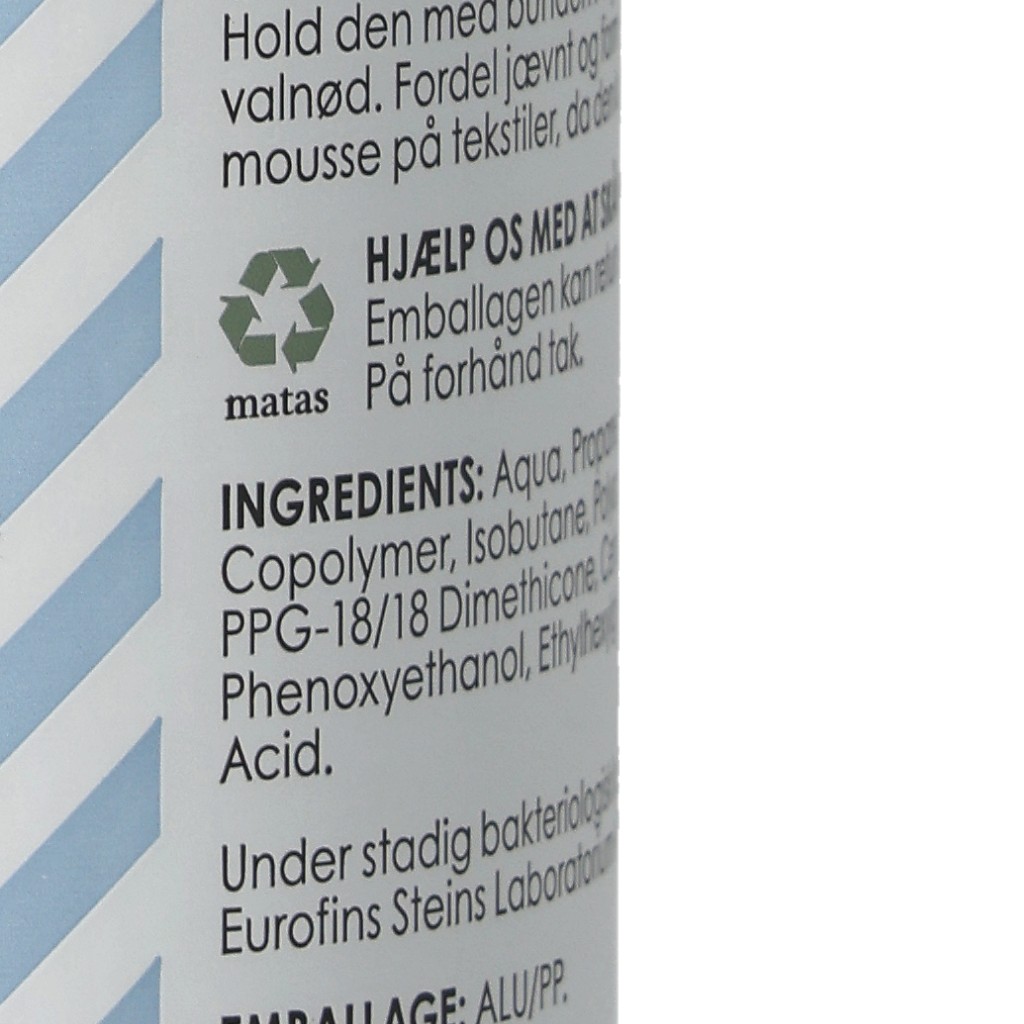 Hold den med
valnød. Fordel jævnt og
mousse på tekstiler, da
HJÆLP OS MED AT
Emballagen kan
På forhånd tak.
matas
INGREDIENTS: Aqua,
Copolymer, Isobutane,
PPG-18/18 Dimethicone,
Phenoxyethanol,
Acid.
Under stadig
Eurofins Steins
EMBALLAGE: ALU/PP.